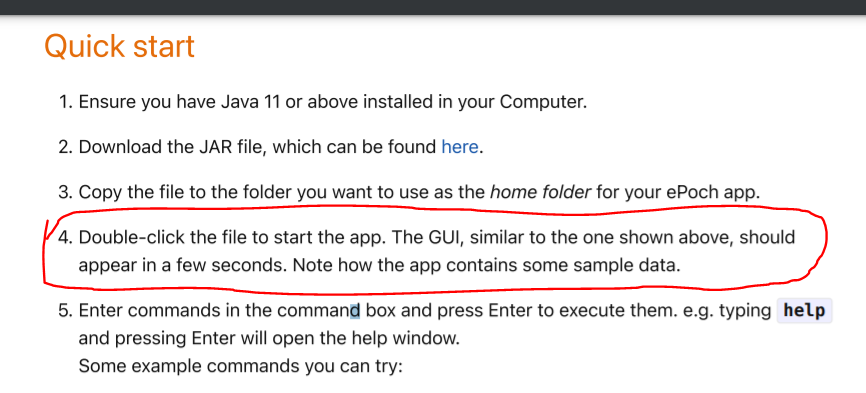 Quick start
1. Ensure you have Java 11 or above installed in your Computer.
2. Download the JAR file, which can be found here.
3. Copy the file to the folder you want to use as the home folder for your ePoch app.
4. Double-click the file to start the app. The GUI, similar to the one shown above, should
appear in a few seconds. Note how the app contains some sample data.
5. Enter commands in the command box and press Enter to execute them. e.g. typing help
and pressing Enter will open the help window.
Some example commands you can try: